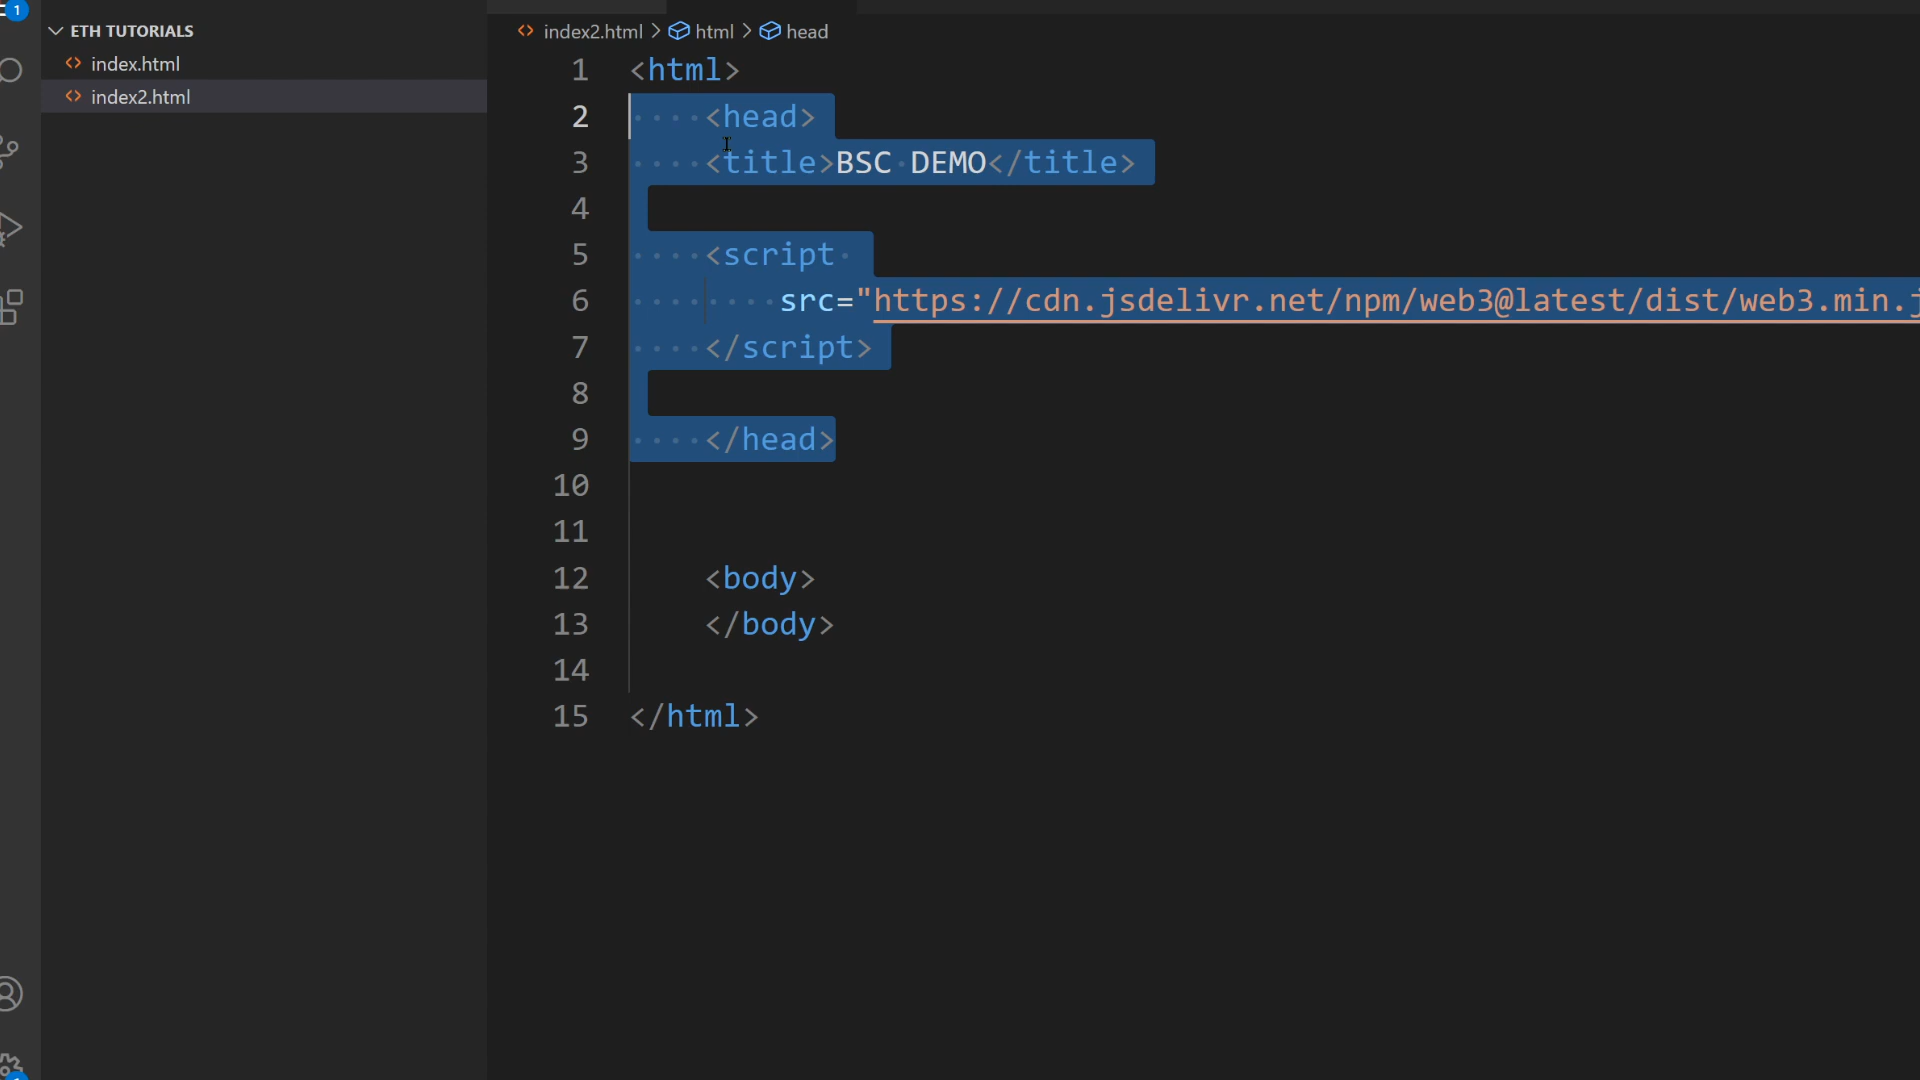 1
ETH TUTORIALS
index.html
index2.html
index2.html > html > head
1 <html>
2 <head>
3 <title>BSC DEMO</title>
4
5 <script
6 src="https://cdn.jsdelivr.net/npm/web3@latest/dist/web3.min.j
7 </script>
8
9 </head>
10
11
12 <body>
13 </body>
14
15 </html>